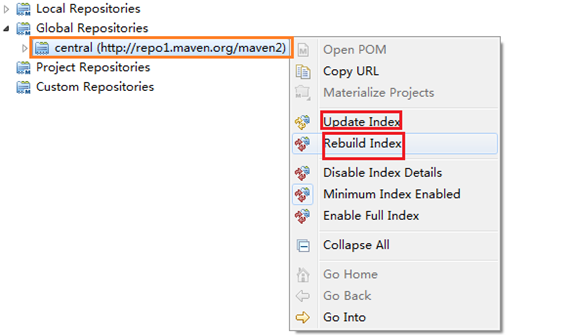 Local Repositories
Global Repositories
central (http://repo1.maven.org/maven2)
Project Repositories
Custom Repositories
Open POM
Copy URL
Materialize Projects
Update Index
Rebuild Index
Disable Index Details
Minimum Index Enabled
Enable Full Index
Collapse All
Go Home
Go Back
Go Into